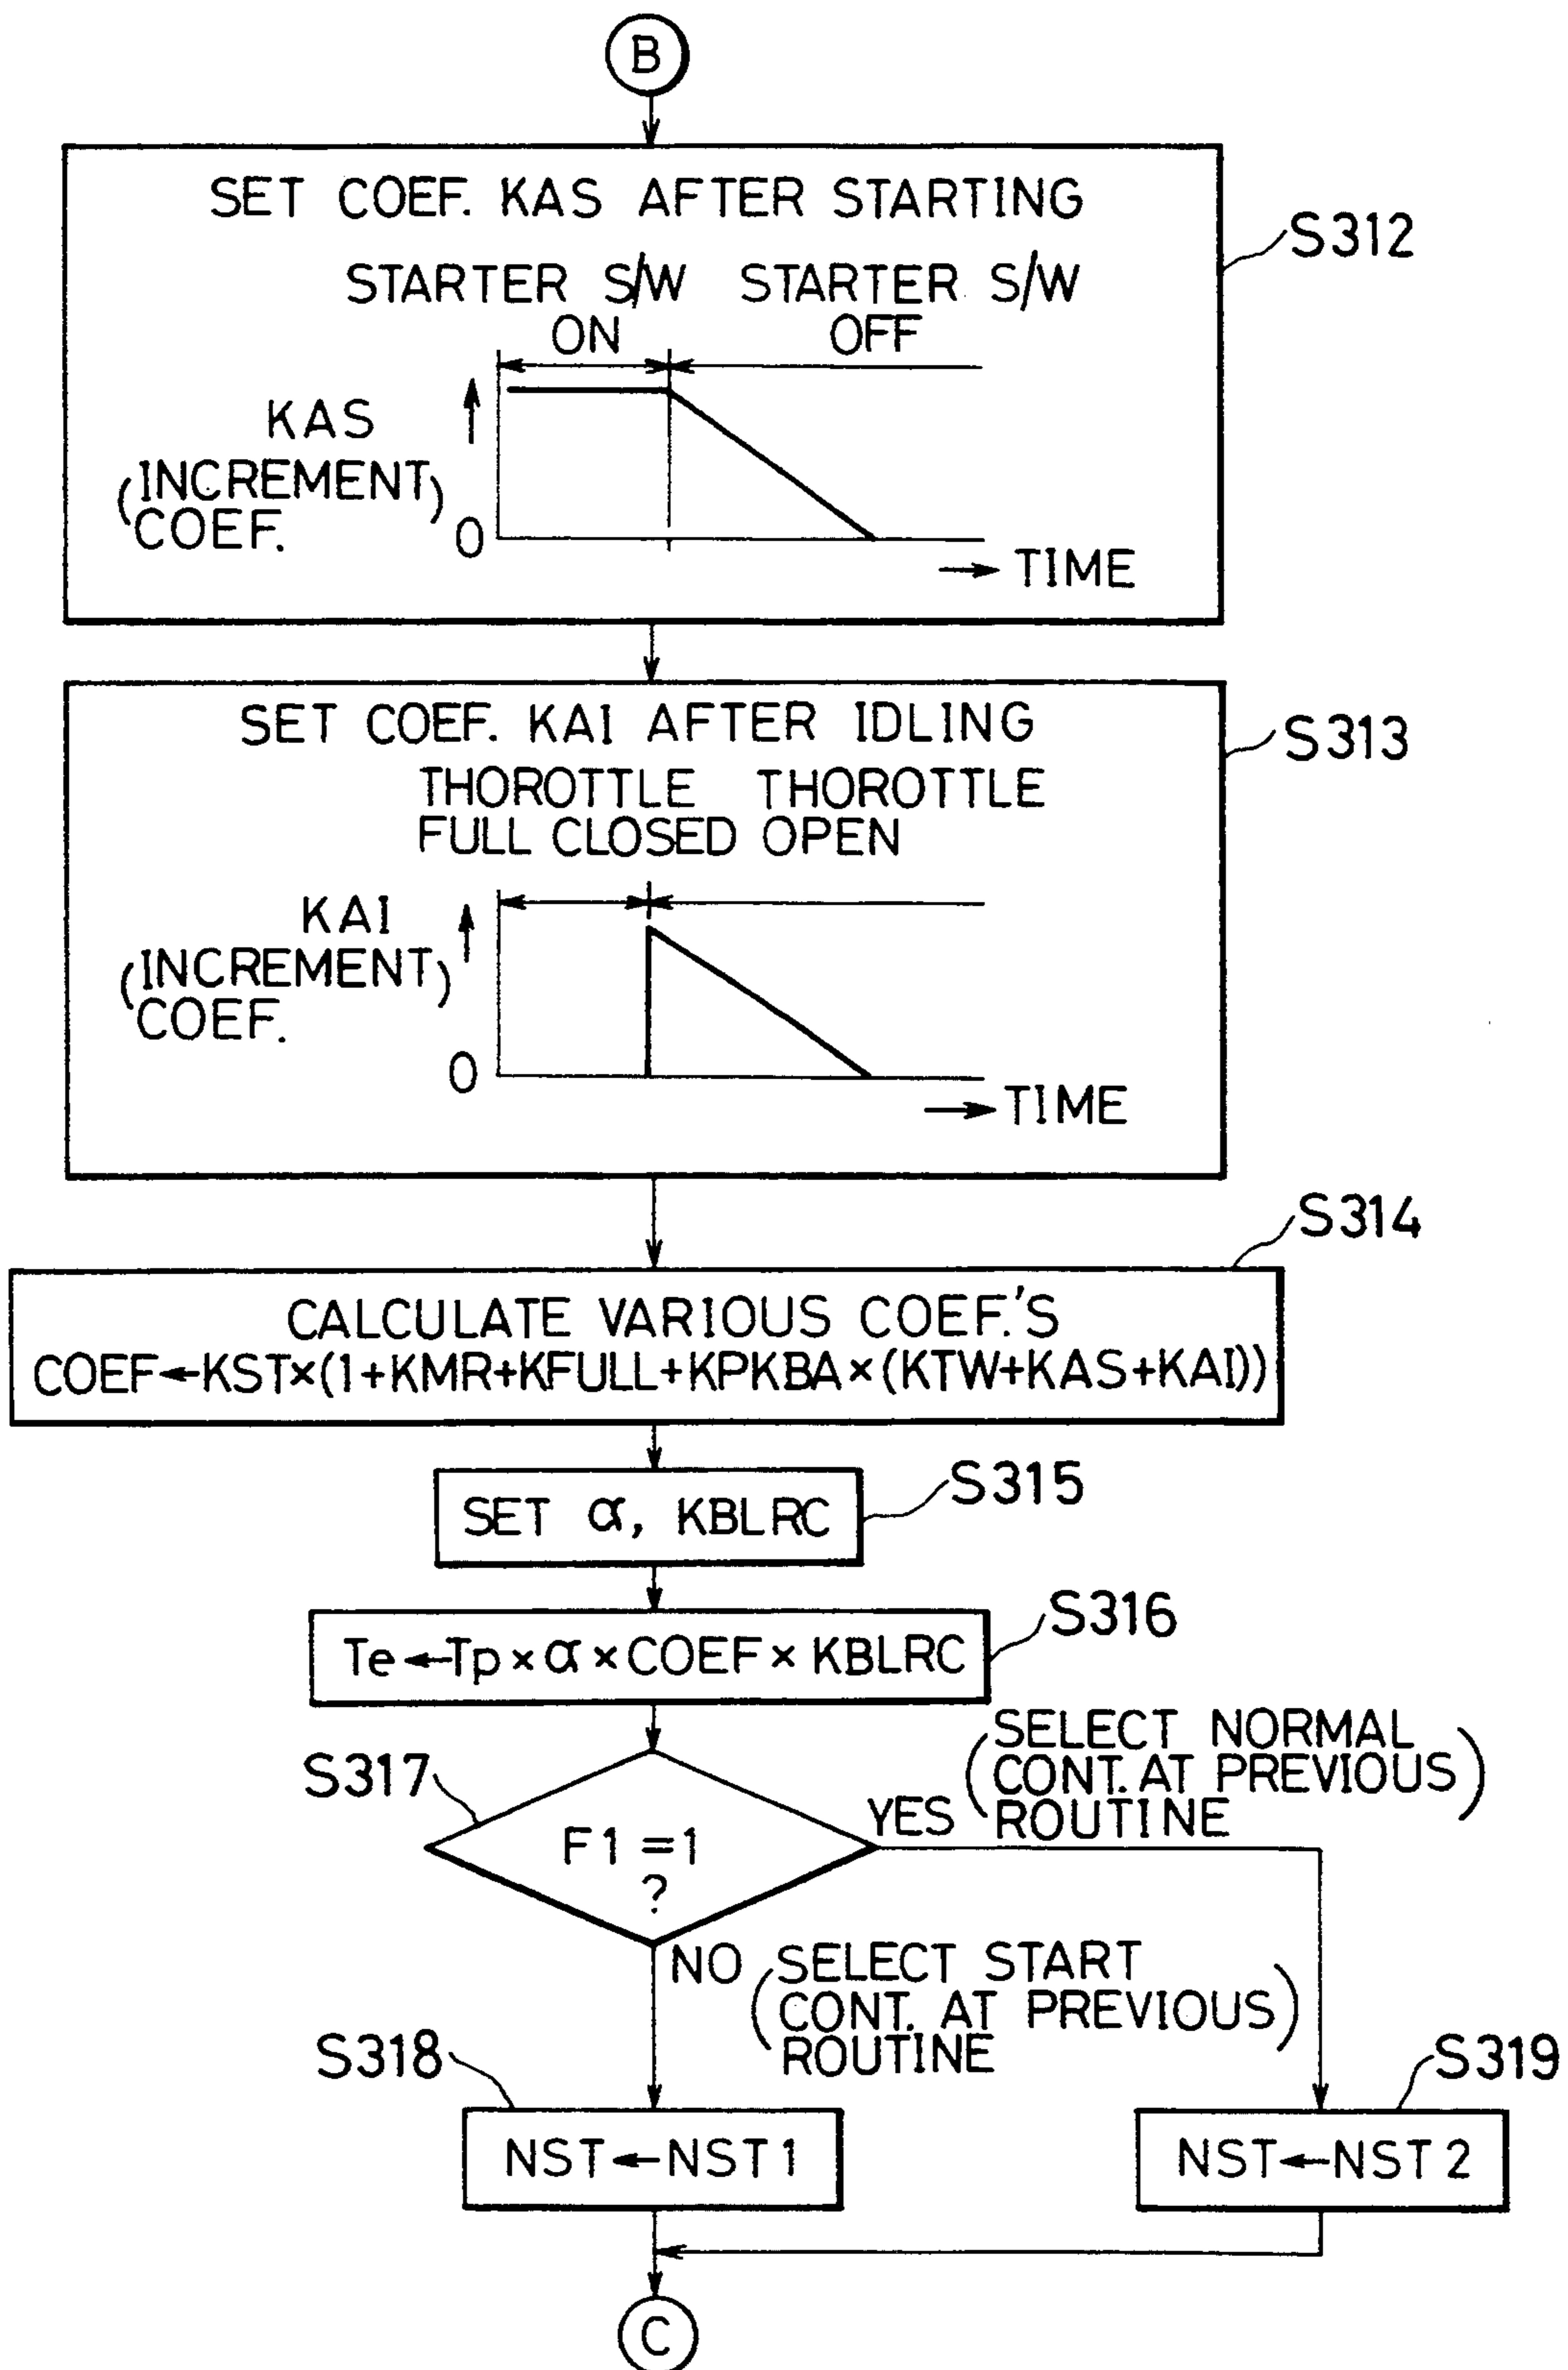 B
SET COEF. KAS AFTER STARTING
S312
STARTER S/W STARTER S/W
ON OFF
KAS
(INCREMENT)
COEF.
0
→ TIME
SET COEF. KAI AFTER IDLING
S313
THOROTTLE THOROTTLE
FULL CLOSED OPEN
KAI
(INCREMENT)
COEF.
0
→ TIME
S314
CALCULATE VARIOUS COEF.'S
COEF←KST×(1+KMR+KFULL+KPKBA×(KTW+KAS+KAI))
S315
SET α, KBLRC
S316
Te←Tp×α×COEF×KBLRC
S317
F1=1
?
YES
(SELECT NORMAL
CONT. AT PREVIOUS
ROUTINE)
NO
(SELECT START
CONT. AT PREVIOUS
ROUTINE)
S318
NST←NST1
S319
NST←NST2
C